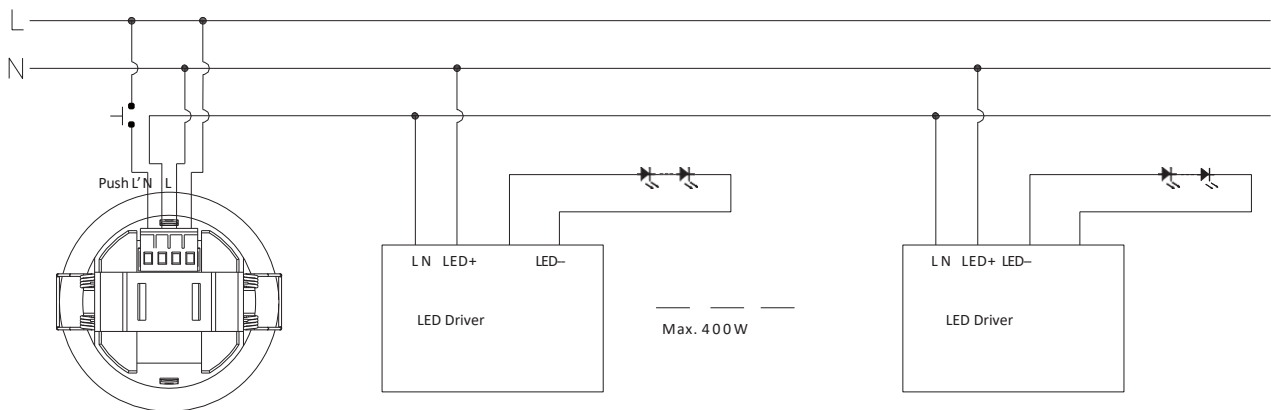 L
N
Push L' N L
L N LED+ LED–
LED Driver
Max. 400W
L N LED+ LED–
LED Driver